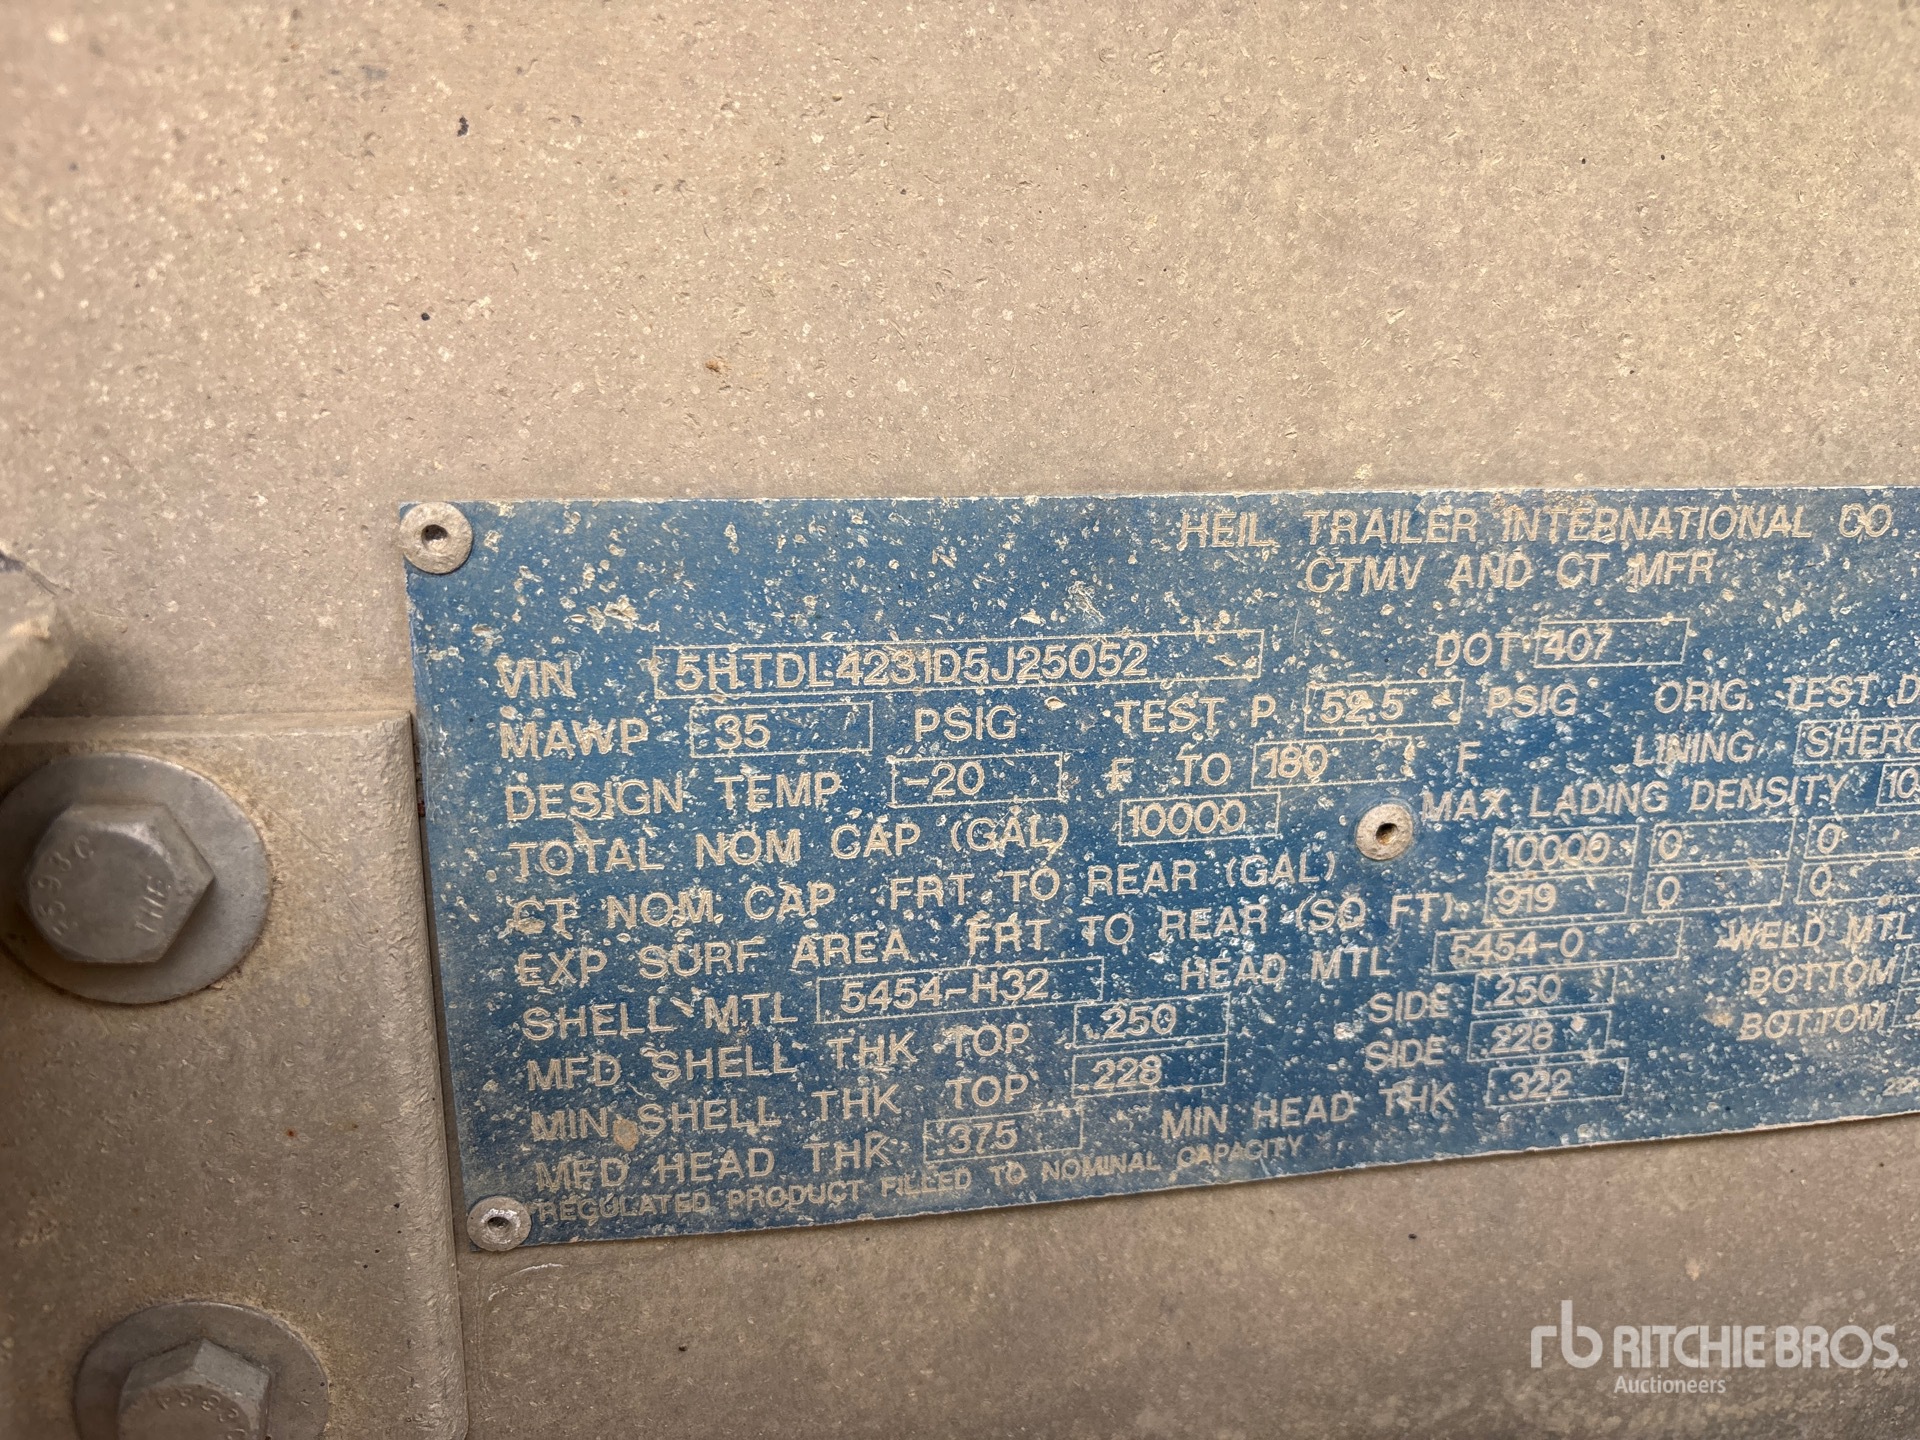 HEIL TRAILER INTERNATIONAL CO.
CTMV AND CT MFR
VIN 5HTDL4231D5J25052 DOT 407
MAWP 35 PSIG TEST P 52.5 PSIG ORIG. TEST D
DESIGN TEMP -20 F TO 180 F LINING SHERC
TOTAL NOM CAP (GAL) 10000 MAX LADING DENSITY 10
CT NOM CAP FRT TO REAR (GAL) 10000 0 0
EXP SURF AREA FRT TO REAR (SQ FT) 919 0 0
SHELL MTL 5454-H32 HEAD MTL 5454-0 WELD MTL
MFD SHELL THK TOP .250 SIDE .250 BOTTOM
MIN SHELL THK TOP .228 SIDE .228 BOTTOM
MFD HEAD THK .375 MIN HEAD THK .322
*REGULATED PRODUCT FILLED TO NOMINAL CAPACITY
THE
rb RITCHIE BROS.
Auctioneers